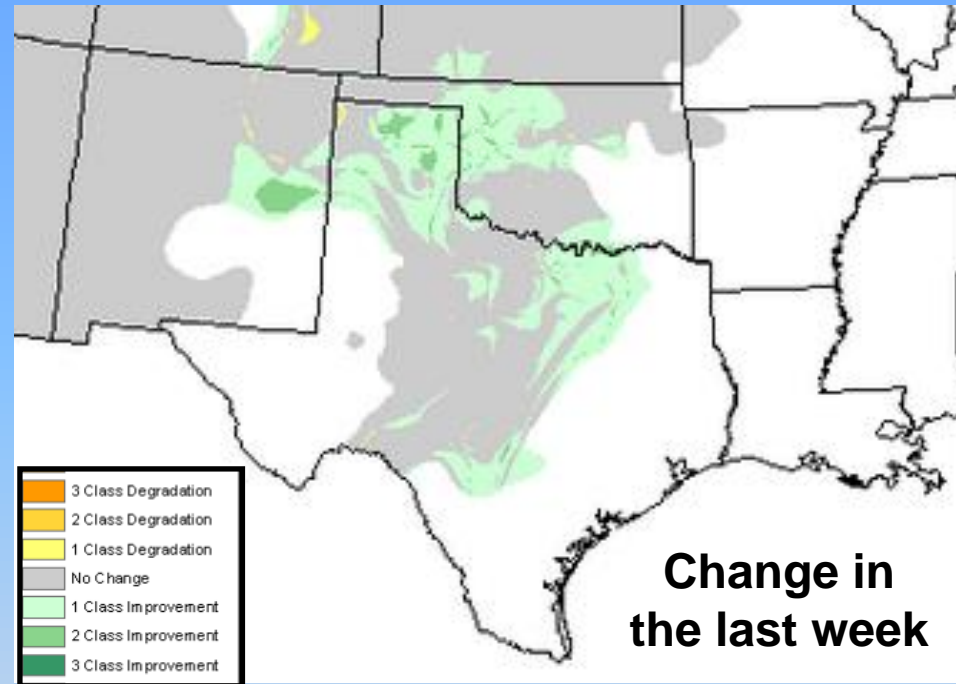 3 Class Degradation
2 Class Degradation
1 Class Degradation
No Change
1 Class Improvement
2 Class Improvement
3 Class Improvement
Change in
the last week